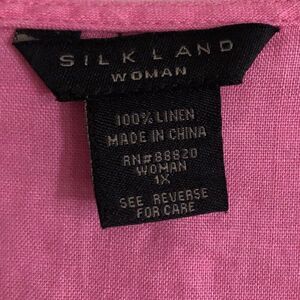 SILK LAND
WOMAN
100% LINEN
MADE IN CHINA
RN#88820
WOMAN
1X
SEE REVERSE
FOR CARE